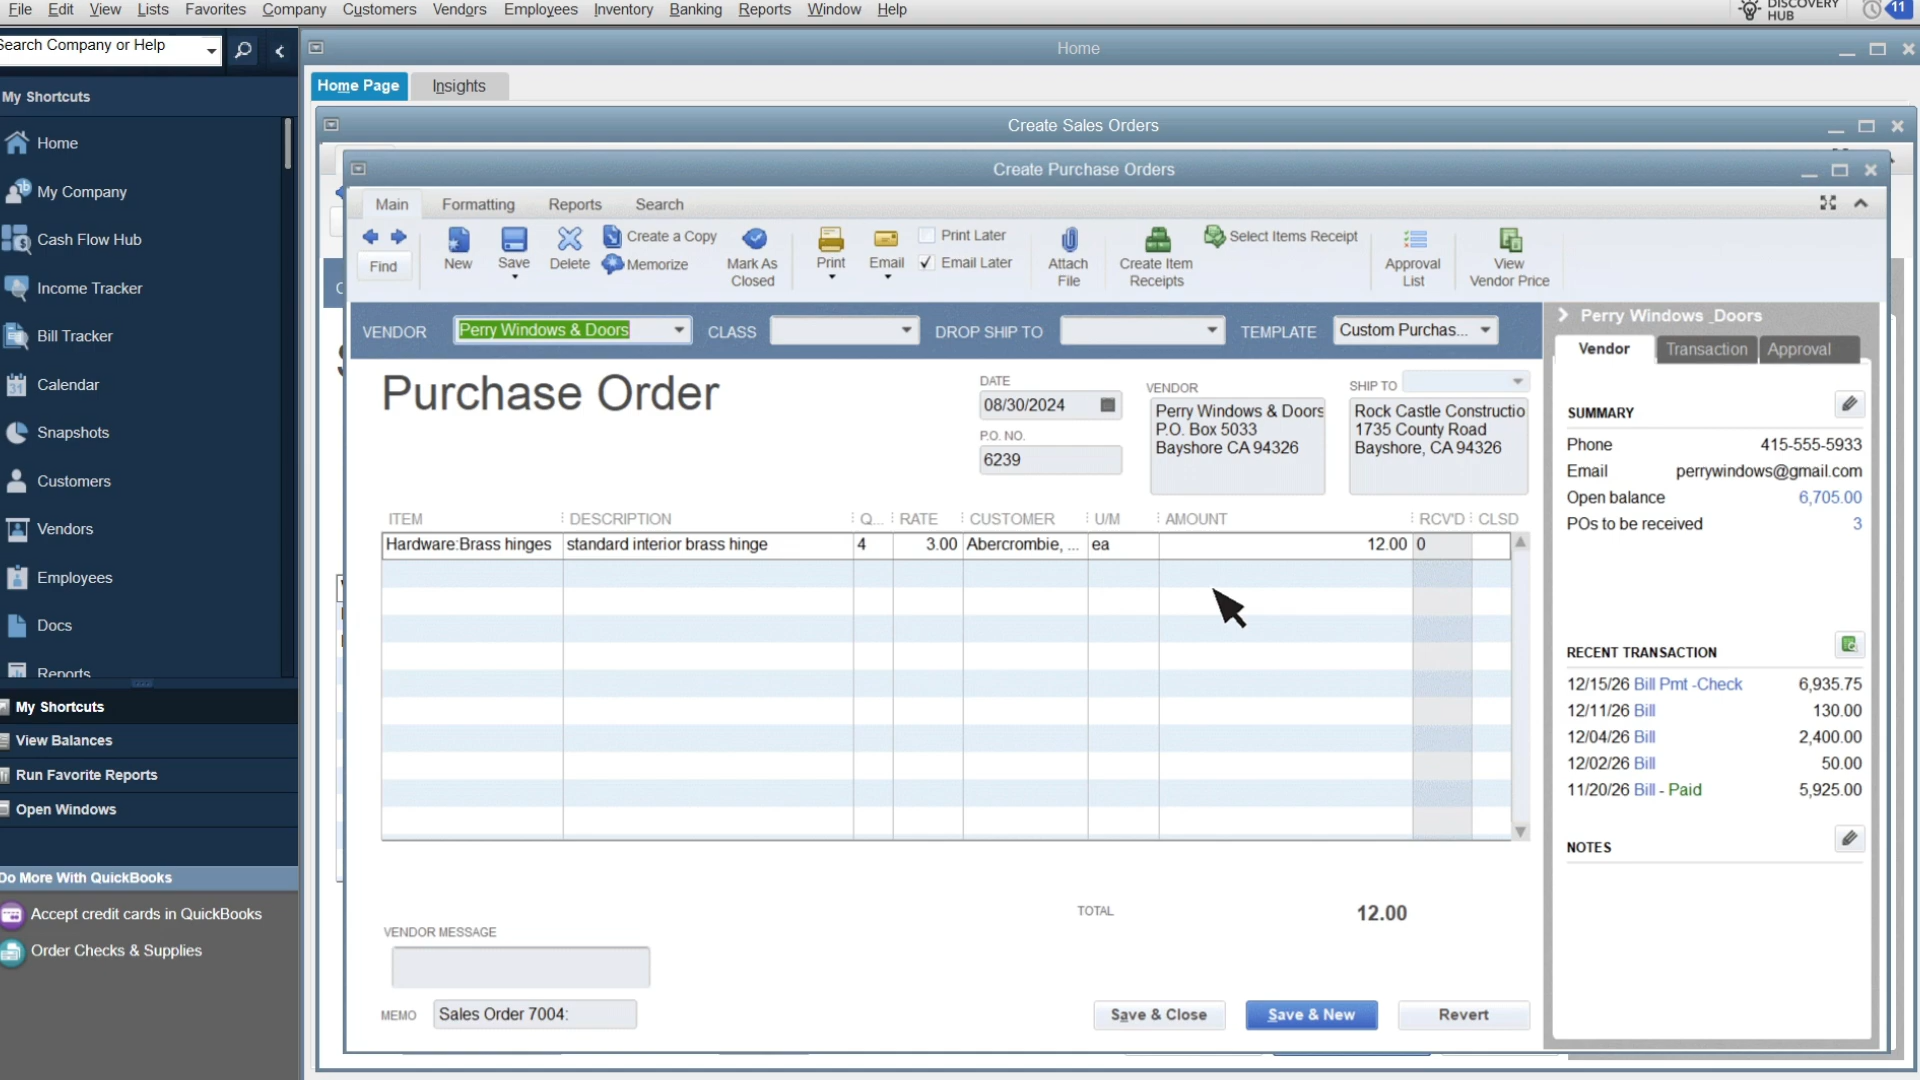 File Edit View Lists Favorites Company Customers Vendors Employees Inventory Banking Reports Window Help
DISCOVERY
HUB
11
Search Company or Help
Home
Home Page Insights
My Shortcuts
Home
My Company
Cash Flow Hub
Income Tracker
Bill Tracker
Calendar
Snapshots
Customers
Vendors
Employees
Docs
Reports
My Shortcuts
View Balances
Run Favorite Reports
Open Windows
Do More With QuickBooks
Accept credit cards in QuickBooks
Order Checks & Supplies
Create Sales Orders
Create Purchase Orders
Main Formatting Reports Search
Find
New
Save
Delete
Create a Copy
Memorize
Mark As
Closed
Print
Email
Print Later
Email Later
Attach
File
Create Item
Receipts
Select Items Receipt
Approval
List
View
Vendor Price
VENDOR Perry Windows & Doors CLASS DROP SHIP TO TEMPLATE Custom Purchas...
Purchase Order
DATE
08/30/2024
P.O. NO.
6239
VENDOR
Perry Windows & Doors
P.O. Box 5033
Bayshore CA 94326
SHIP TO
Rock Castle Constructio
1735 County Road
Bayshore, CA 94326
ITEM DESCRIPTION Q... RATE CUSTOMER U/M AMOUNT RCV'D CLSD
Hardware:Brass hinges standard interior brass hinge 4 3.00 Abercrombie, ... ea 12.00 0
TOTAL 12.00
VENDOR MESSAGE
MEMO Sales Order 7004:
Save & Close Save & New Revert
Perry Windows _Doors
Vendor Transaction Approval
SUMMARY
Phone 415-555-5933
Email perrywindows@gmail.com
Open balance 6,705.00
POs to be received 3
RECENT TRANSACTION
12/15/26 Bill Pmt -Check 6,935.75
12/11/26 Bill 130.00
12/04/26 Bill 2,400.00
12/02/26 Bill 50.00
11/20/26 Bill - Paid 5,925.00
NOTES